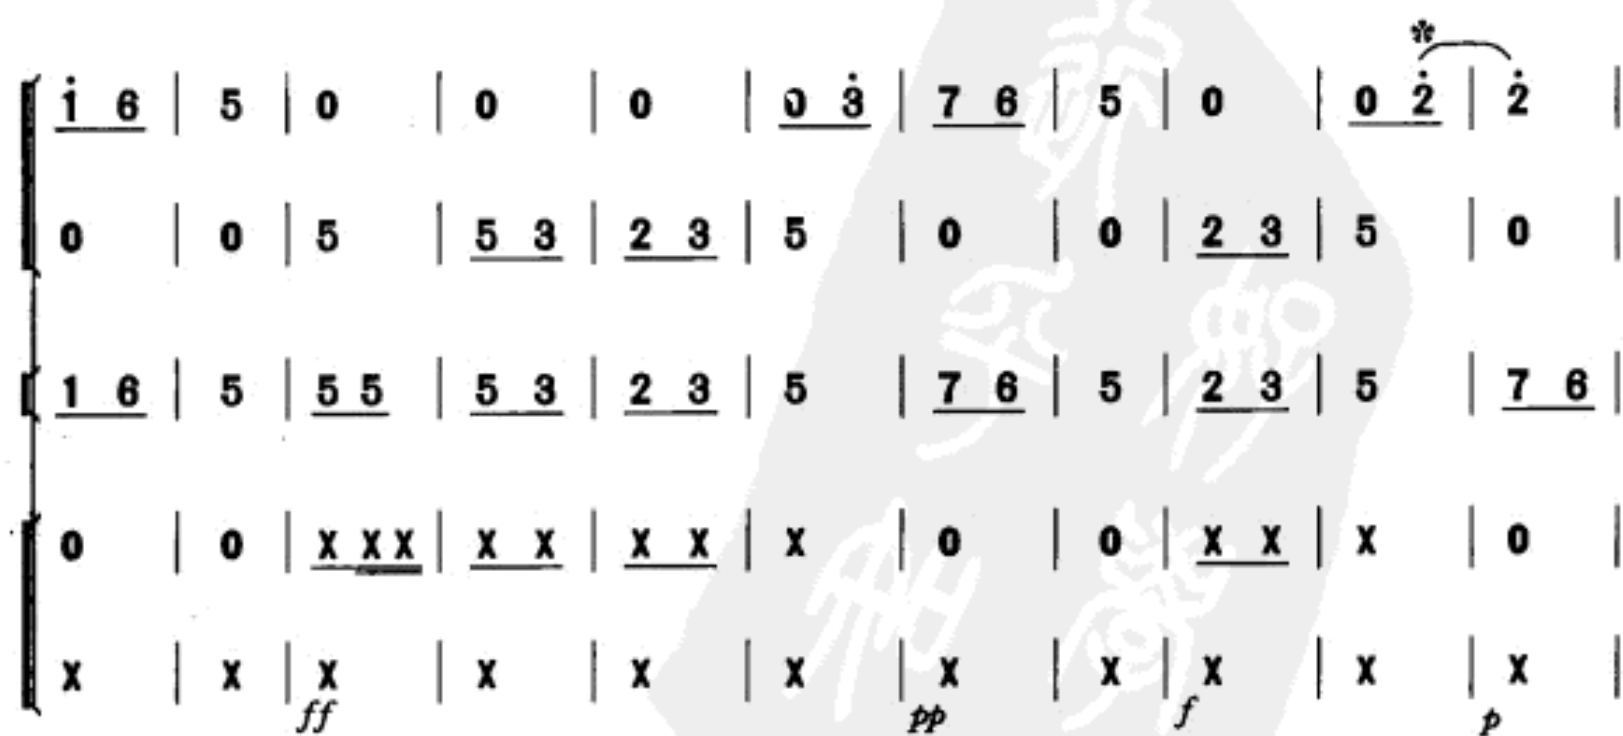 *
i̇ 6 | 5 | 0 | 0 | 0 | 0 3̇ | 7 6 | 5 | 0 | 0 2̇ | 2̇ |
0 | 0 | 5 | 5 3 | 2 3 | 5 | 0 | 0 | 2 3 | 5 | 0 |
1 6 | 5 | 5 5 | 5 3 | 2 3 | 5 | 7 6 | 5 | 2 3 | 5 | 7 6 |
0 | 0 | X X X | X X | X X | X | 0 | 0 | X X | X | 0 |
X | X | X | X | X | X | X | X | X | X | X |
ff pp f p